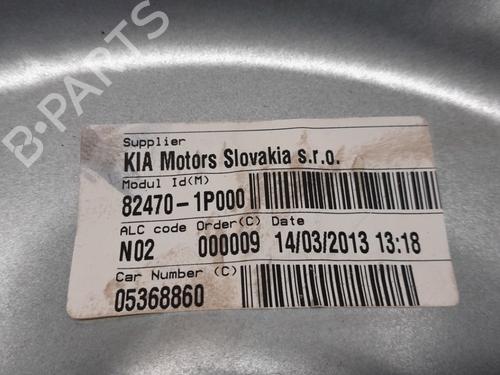 B-PARTS
Supplier
KIA Motors Slovakia s.r.o.
Modul Id(M)
82470-1P000
ALC code Order(C) Date
N02 000009 14/03/2013 13:18
Car Number (C)
05368860